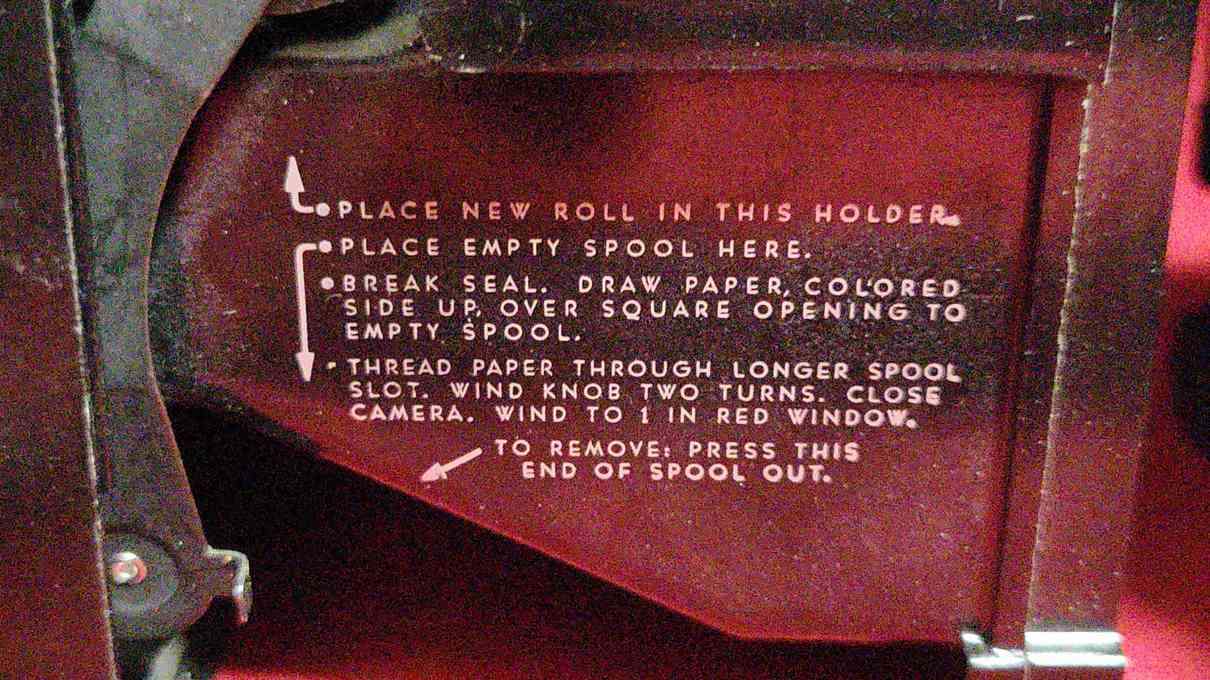 PLACE NEW ROLL IN THIS HOLDER.
PLACE EMPTY SPOOL HERE.
BREAK SEAL. DRAW PAPER, COLORED
SIDE UP, OVER SQUARE OPENING TO
EMPTY SPOOL.
THREAD PAPER THROUGH LONGER SPOOL
SLOT. WIND KNOB TWO TURNS. CLOSE
CAMERA. WIND TO 1 IN RED WINDOW.
TO REMOVE: PRESS THIS
END OF SPOOL OUT.